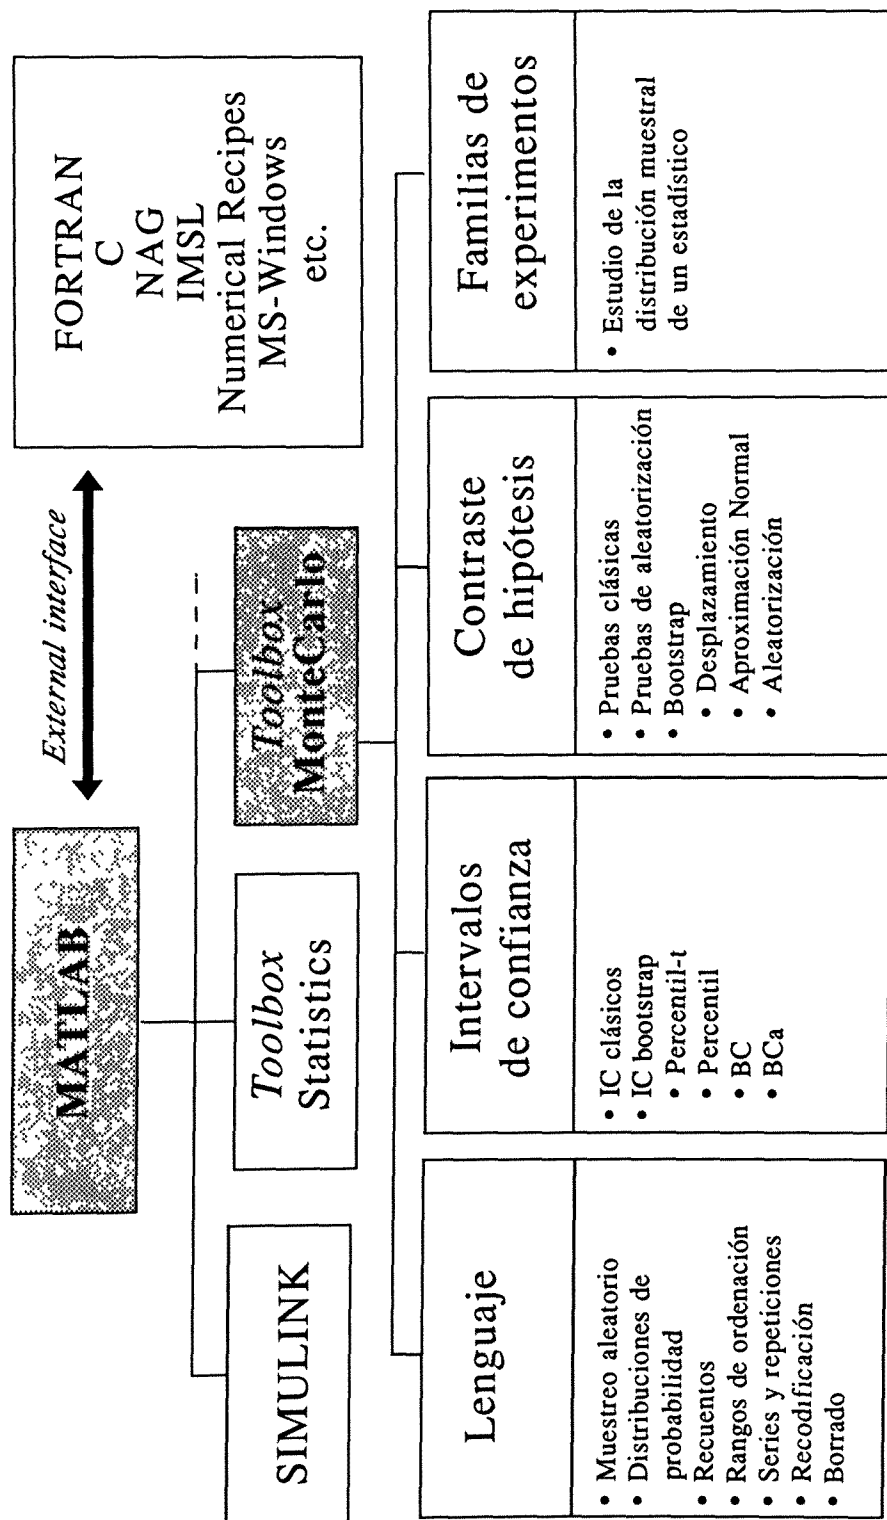 MATLAB
External interface
FORTRAN
C
NAG
IMSL
Numerical Recipes
MS-Windows
etc.
SIMULINK
Toolbox
Statistics
Toolbox
MonteCarlo
Lenguaje
• Muestreo aleatorio
• Distribuciones de
probabilidad
• Recuentos
• Rangos de ordenación
• Series y repeticiones
• Recodificación
• Borrado
Intervalos
de confianza
• IC clásicos
• IC bootstrap
• Percentil-t
• Percentil
• BC
• BCa
Contraste
de hipótesis
• Pruebas clásicas
• Pruebas de aleatorización
• Bootstrap
• Desplazamiento
• Aproximación Normal
• Aleatorización
Familias de
experimentos
• Estudio de la
distribución muestral
de un estadístico